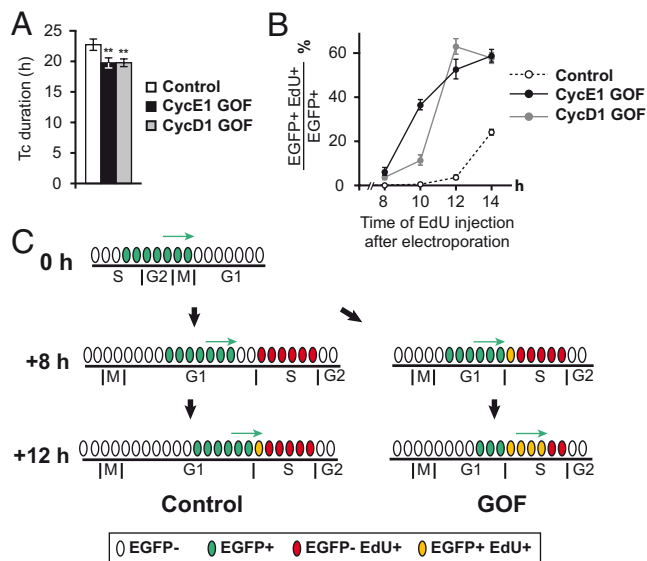 A
25
20
15
10
5
0
Tc duration (h)
** **
Control
CycE1 GOF
CycD1 GOF
B
EGFP+ EdU+
EGFP+
%
60
40
20
0
8 10 12 14 h
Time of EdU injection
after electroporation
Control
CycE1 GOF
CycD1 GOF
C
0 h
S | G2 | M | G1
+8 h
| M | G1 | S | G2
| M | G1 | S | G2
+12 h
| M | G1 | S | G2
| M | G1 | S | G2
Control GOF
EGFP- EGFP+ EGFP- EdU+ EGFP+ EdU+